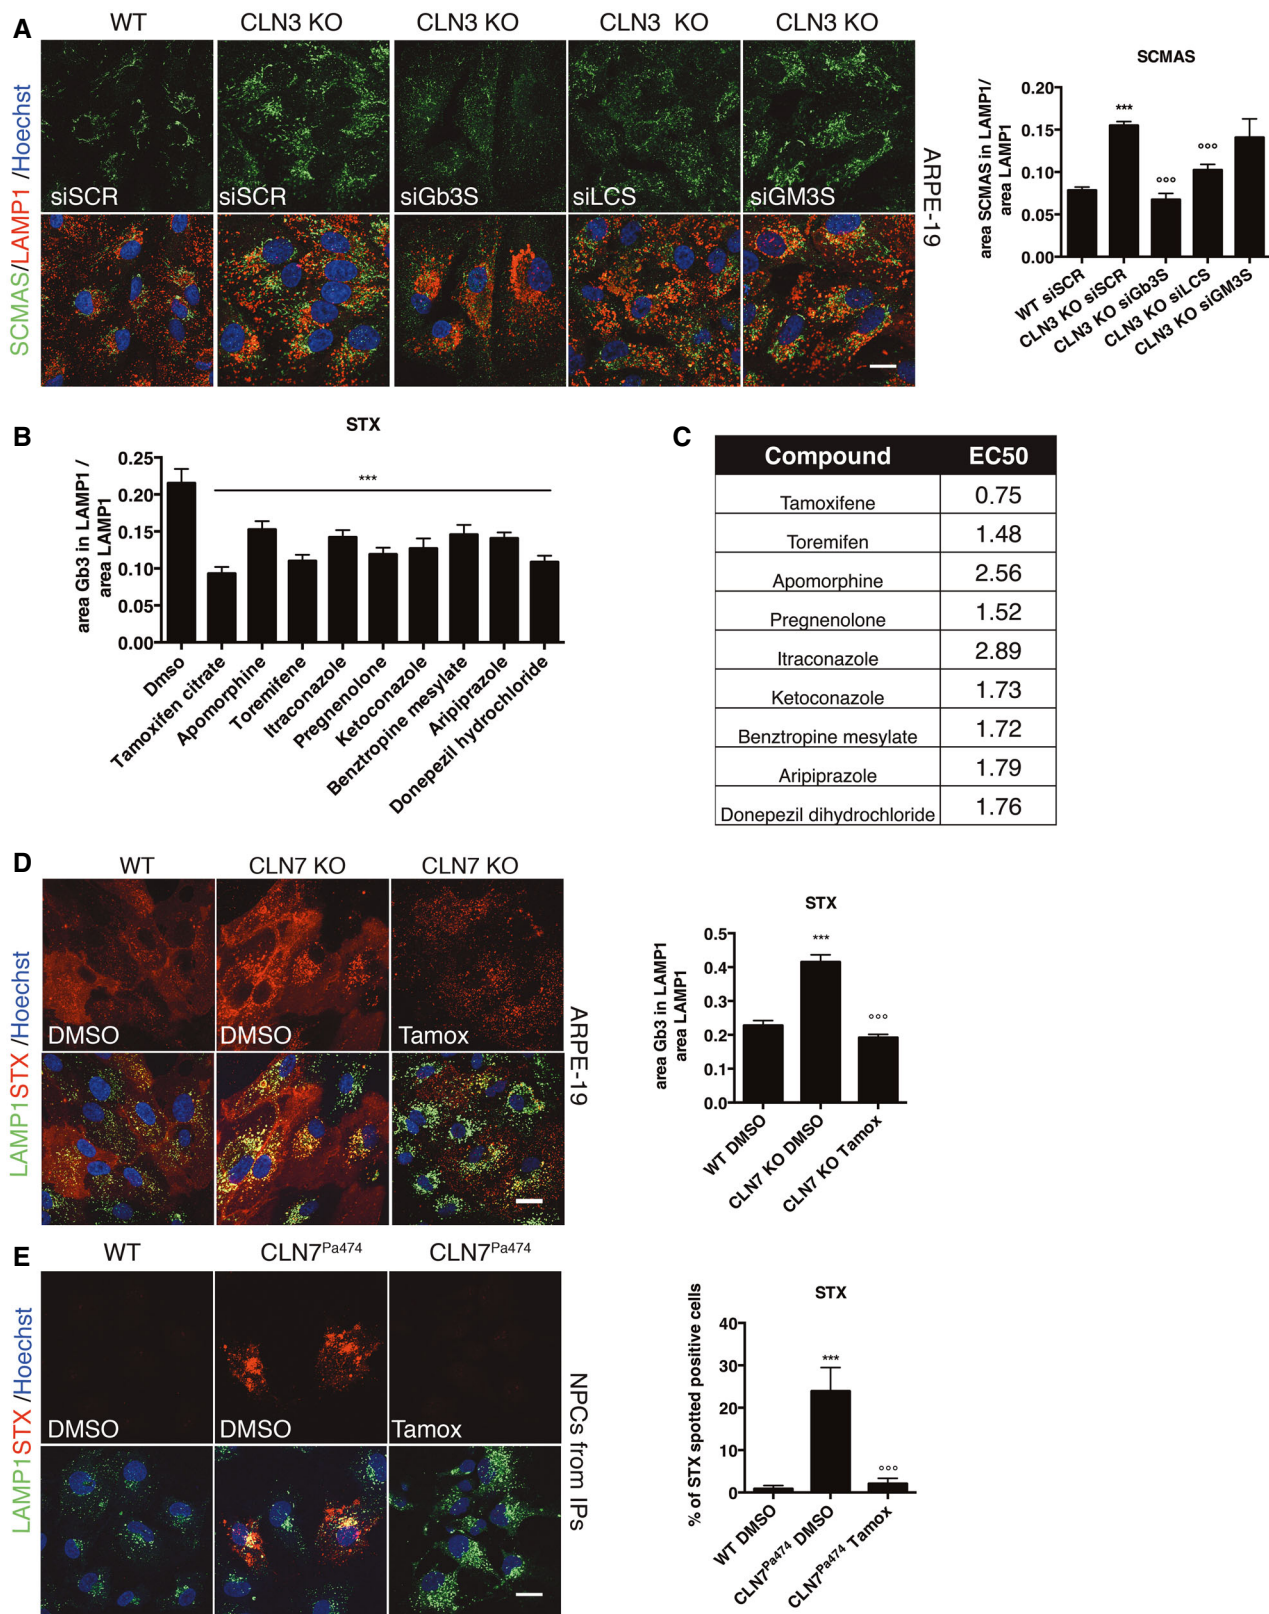 A
WT
CLN3 KO
CLN3 KO
CLN3 KO
CLN3 KO
SCMAS/LAMP1 /Hoechst
siSCR
siSCR
siGb3S
siLCS
siGM3S
ARPE-19
SCMAS
area SCMAS in LAMP1/
area LAMP1
0.20
0.15
0.10
0.05
0.00
***
°°°
°°°
WT siSCR
CLN3 KO siSCR
CLN3 KO siGb3S
CLN3 KO siLCS
CLN3 KO siGM3S
B
STX
area Gb3 in LAMP1 /
area LAMP1
0.25
0.20
0.15
0.10
0.05
0.00
***
Dmso
Tamoxifen citrate
Apomorphine
Toremifene
Itraconazole
Pregnenolone
Ketoconazole
Benztropine mesylate
Aripiprazole
Donepezil hydrochloride
C
Compound EC50
Tamoxifene 0.75
Toremifen 1.48
Apomorphine 2.56
Pregnenolone 1.52
Itraconazole 2.89
Ketoconazole 1.73
Benztropine mesylate 1.72
Aripiprazole 1.79
Donepezil dihydrochloride 1.76
D
WT
CLN7 KO
CLN7 KO
LAMP1STX /Hoechst
DMSO
DMSO
Tamox
ARPE-19
STX
area Gb3 in LAMP1
area LAMP1
0.5
0.4
0.3
0.2
0.1
0.0
***
°°°
WT DMSO
CLN7 KO DMSO
CLN7 KO Tamox
E
WT
CLN7Pa474
CLN7Pa474
LAMP1STX /Hoechst
DMSO
DMSO
Tamox
NPCs from IPs
STX
% of STX spotted positive cells
40
30
20
10
0
***
°°°
WT DMSO
CLN7Pa474 DMSO
CLN7Pa474 Tamox